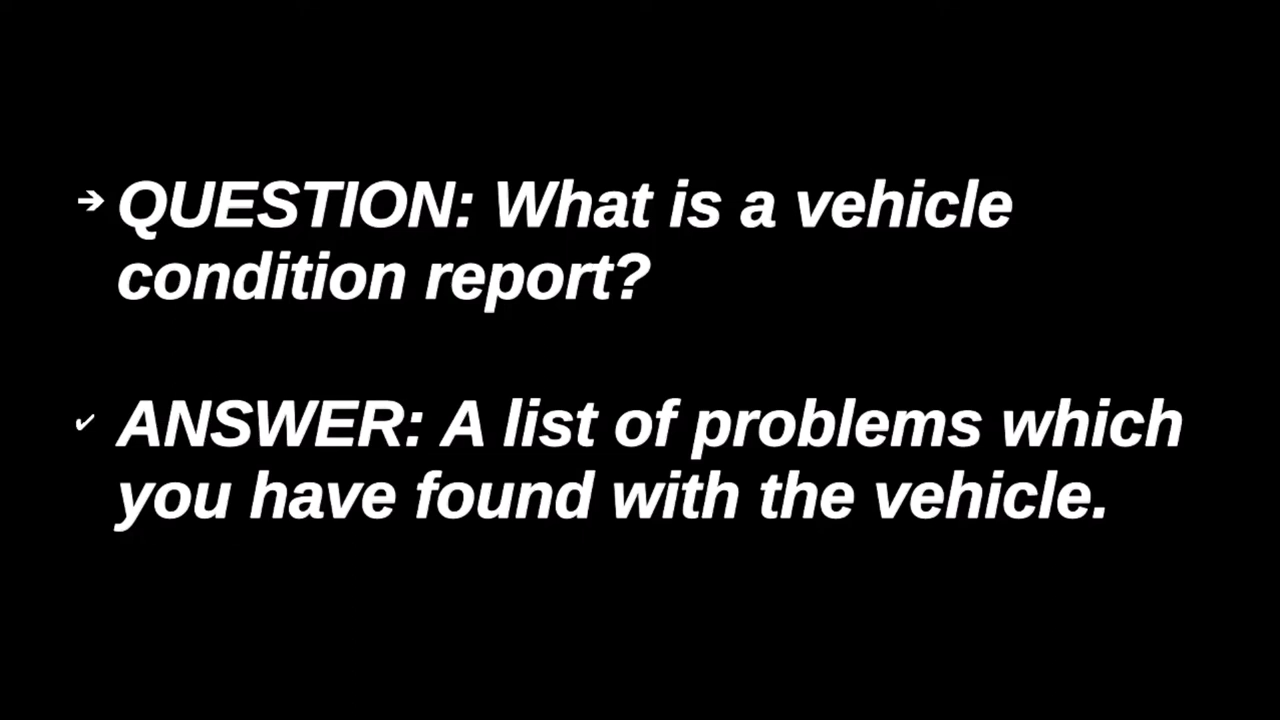 ➔ QUESTION: What is a vehicle
condition report?
✔ ANSWER: A list of problems which
you have found with the vehicle.